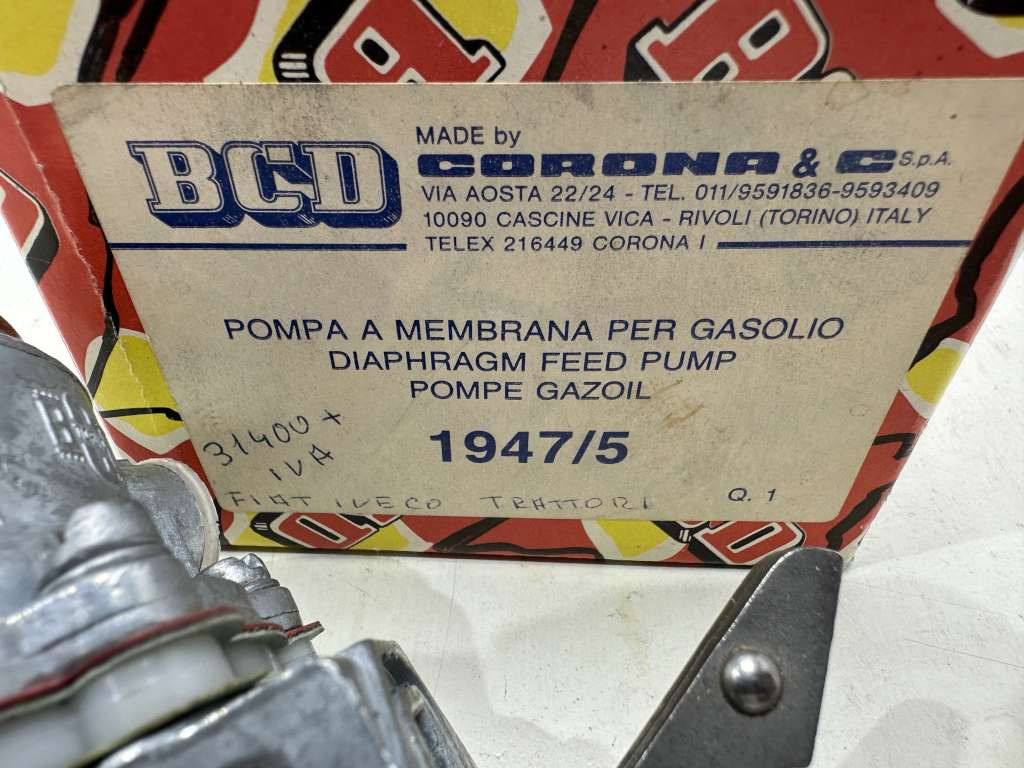 BCD
MADE by
CORONA & C S.p.A.
VIA AOSTA 22/24 - TEL. 011/9591836-9593409
10090 CASCINE VICA - RIVOLI (TORINO) ITALY
TELEX 216449 CORONA I
POMPA A MEMBRANA PER GASOLIO
DIAPHRAGM FEED PUMP
POMPE GAZOIL
1947/5
31400 +
IVA
FIAT IVECO TRATTORI
Q. 1